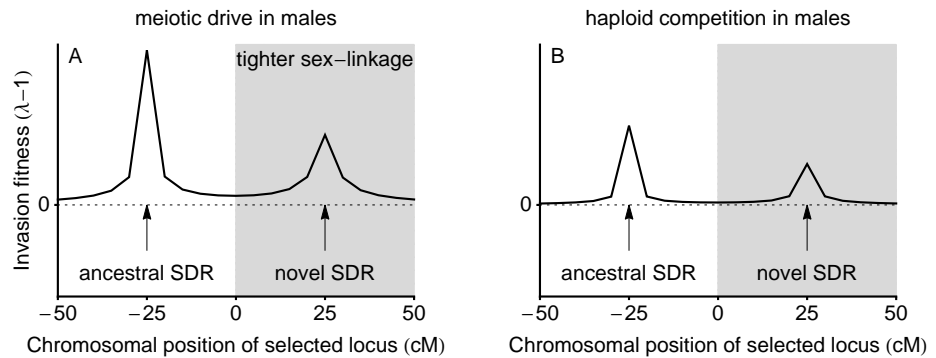 meiotic drive in males
A
tighter sex−linkage
Invasion fitness (λ−1)
0
ancestral SDR
novel SDR
−50 −25 0 25 50
Chromosomal position of selected locus (cM)
haploid competition in males
B
0
ancestral SDR
novel SDR
−50 −25 0 25 50
Chromosomal position of selected locus (cM)